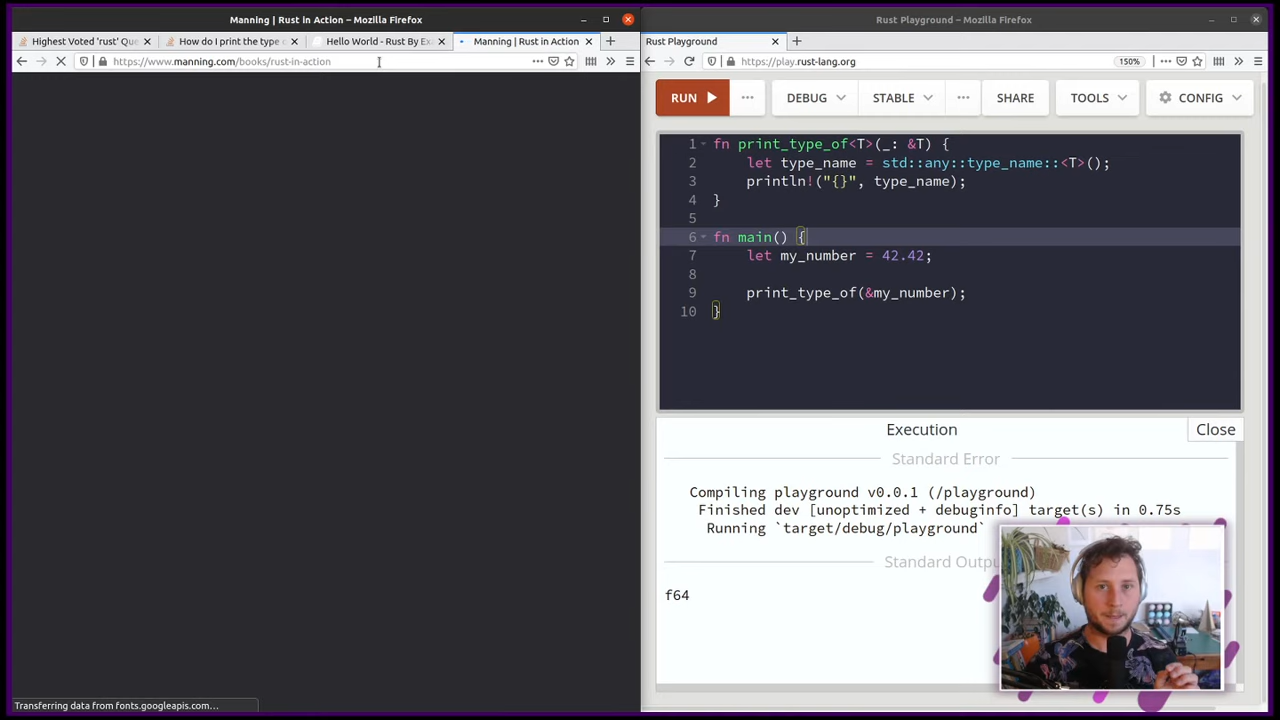 Manning | Rust in Action – Mozilla Firefox
Highest Voted 'rust' Que
How do I print the type o
Hello World - Rust By Exa
Manning | Rust in Action
https://www.manning.com/books/rust-in-action
Transferring data from fonts.googleapis.com…
Rust Playground – Mozilla Firefox
Rust Playground
https://play.rust-lang.org
150%
RUN
DEBUG
STABLE
SHARE
TOOLS
CONFIG
1 fn print_type_of<T>(_: &T) {
2 let type_name = std::any::type_name::<T>();
3 println!("{}", type_name);
4 }
5
6 fn main() {
7 let my_number = 42.42;
8
9 print_type_of(&my_number);
10 }
Execution
Close
Standard Error
Compiling playground v0.0.1 (/playground)
Finished dev [unoptimized + debuginfo] target(s) in 0.75s
Running `target/debug/playground`
Standard Outp
f64